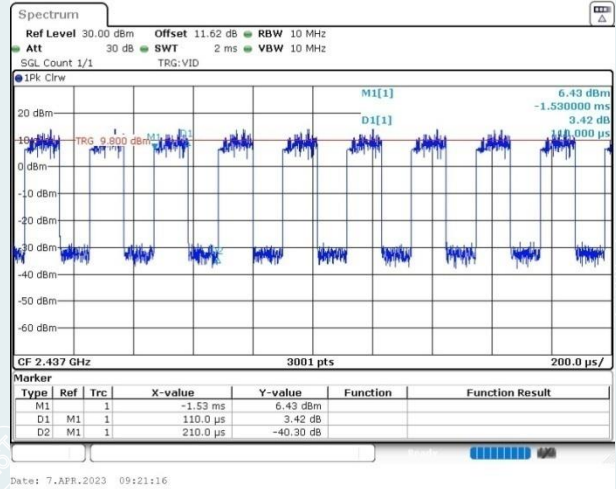 Spectrum
Ref Level 30.00 dBm Offset 11.62 dB RBW 10 MHz
Att 30 dB SWT 2 ms VBW 10 MHz
SGL Count 1/1 TRG:VID
1Pk Clrw
M1[1] 6.43 dBm
-1.530000 ms
D1[1] 3.42 dB
110.000 µs
20 dBm
TRG 9.800 dBm
M1
D1
0 dBm
-10 dBm
-20 dBm
-30 dBm
-40 dBm
-50 dBm
-60 dBm
CF 2.437 GHz 3001 pts 200.0 µs/
Marker
Type Ref Trc X-value Y-value Function Function Result
M1 1 -1.53 ms 6.43 dBm
D1 M1 1 110.0 µs 3.42 dB
D2 M1 1 210.0 µs -40.30 dB
Date: 7.APR.2023 09:21:16